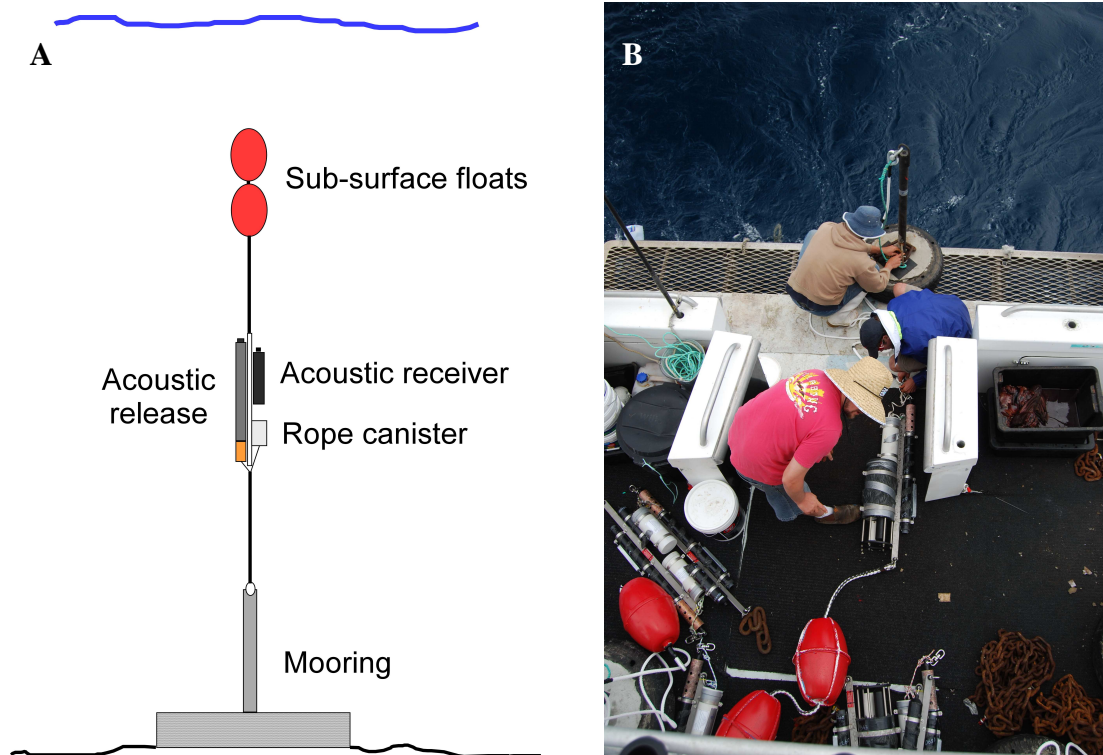 A
B
Sub-surface floats
Acoustic receiver
Acoustic
release
Rope canister
Mooring